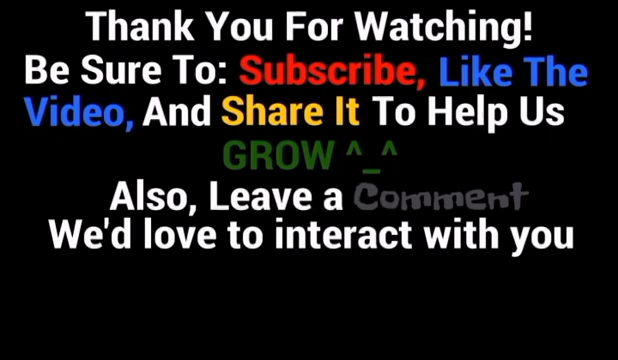 Thank You For Watching!
Be Sure To: Subscribe, Like The
Video, And Share It To Help Us
GROW ^_^
Also, Leave a Comment
We'd love to interact with you